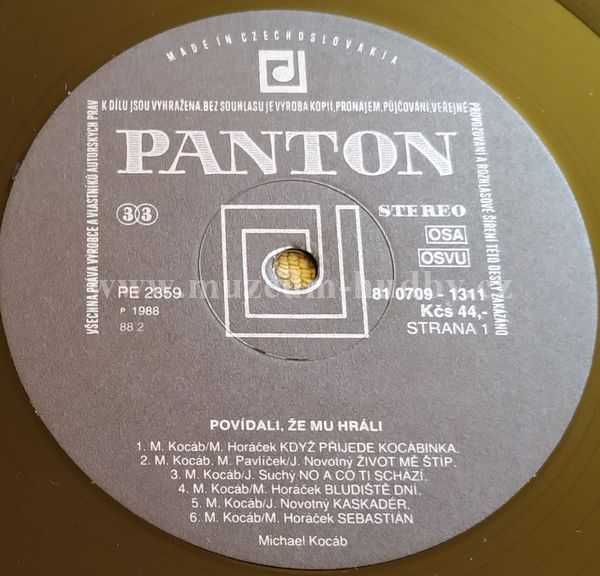 MADE IN CZECHOSLOVAKIA
VŠECHNA PRÁVA VÝROBCE A VLASTNÍKŮ AUTORSKÝCH PRÁV
K DÍLU JSOU VYHRAŽENA. BEZ SOUHLASU JE VÝROBA KOPIÍ, PRONÁJEM, PŮJČOVÁNÍ, VEŘEJNÉ
PROVOZOVÁNÍ A ROZHLASOVÉ ŠÍŘENÍ TÉTO DESKY ZAKÁZÁNO
PANTON
33
STEREO
OSA
OSVU
www.muzeum-hudby.cz
PE 2359
℗ 1988
88 2
81 0709 - 1311
Kčs 44,-
STRANA 1
POVÍDALI, ŽE MU HRÁLI
1. M. Kocáb/M. Horáček KDYŽ PŘIJEDE KOCÁBINKA.
2. M. Kocáb. M. Pavlíček/J. Novotný ŽIVOT MĚ ŠTÍP.
3. M. Kocáb/J. Suchý NO A CO TI SCHÁZÍ.
4. M. Kocáb/M. Horáček BLUDIŠTĚ DNÍ.
5. M. Kocáb/J. Novotný KASKADÉR.
6. M. Kocáb/M. Horáček SEBASTIÁN
Michael Kocáb